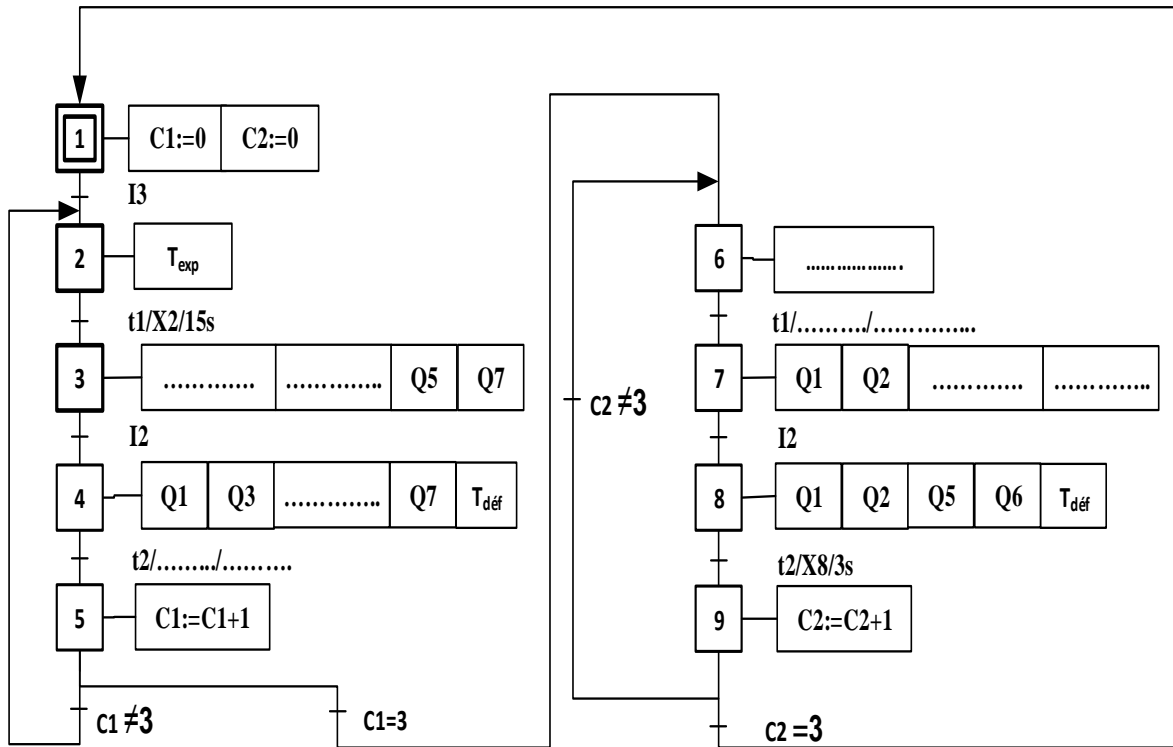 1
C1:=0 C2:=0
I3
2
Texp
t1/X2/15s
3
…………. ………….. Q5 Q7
I2
4
Q1 Q3 ………….. Q7 Tdéf
t2/………../……….
5
C1:=C1+1
C1 ≠3
C1=3
6
……………… .
t1/………./…………...
7
Q1 Q2 …………. …………..
C2 ≠3
I2
8
Q1 Q2 Q5 Q6 Tdéf
t2/X8/3s
9
C2:=C2+1
C2 =3